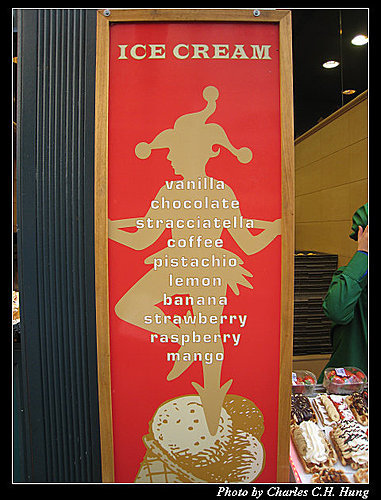 ICE CREAM
vanilla
chocolate
stracciatella
coffee
pistachio
lemon
banana
strawberry
raspberry
mango
Photo by Charles C.H. Hung